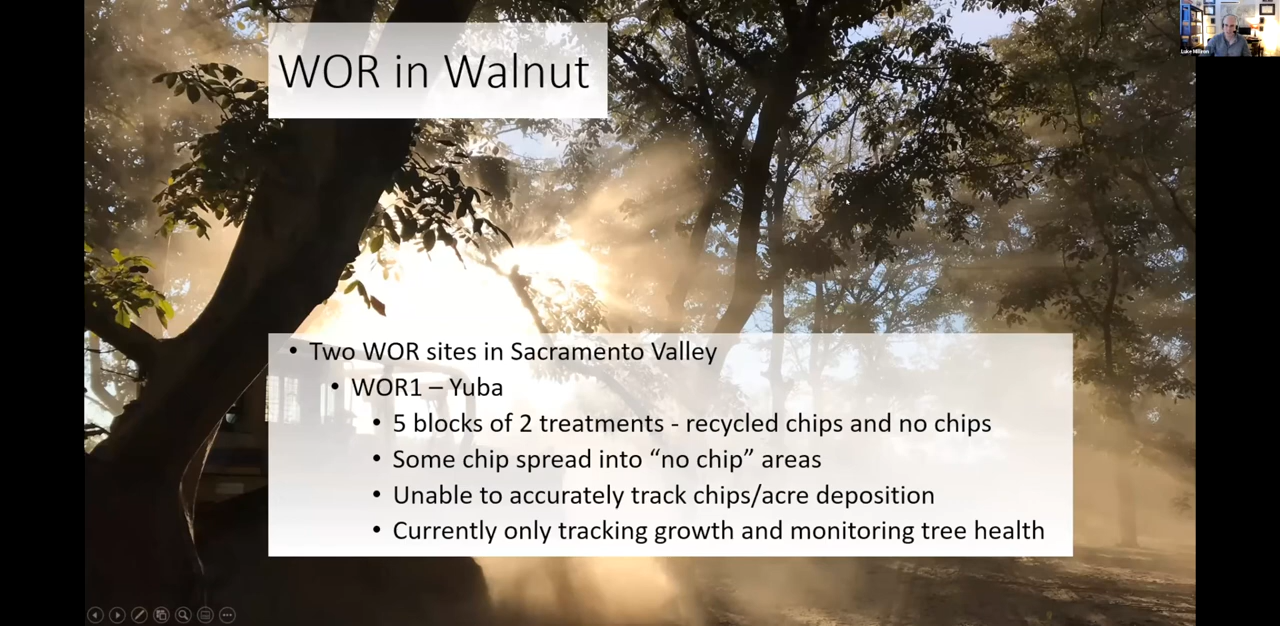 WOR in Walnut
Luke Milliron
• Two WOR sites in Sacramento Valley
• WOR1 – Yuba
• 5 blocks of 2 treatments - recycled chips and no chips
• Some chip spread into “no chip” areas
• Unable to accurately track chips/acre deposition
• Currently only tracking growth and monitoring tree health